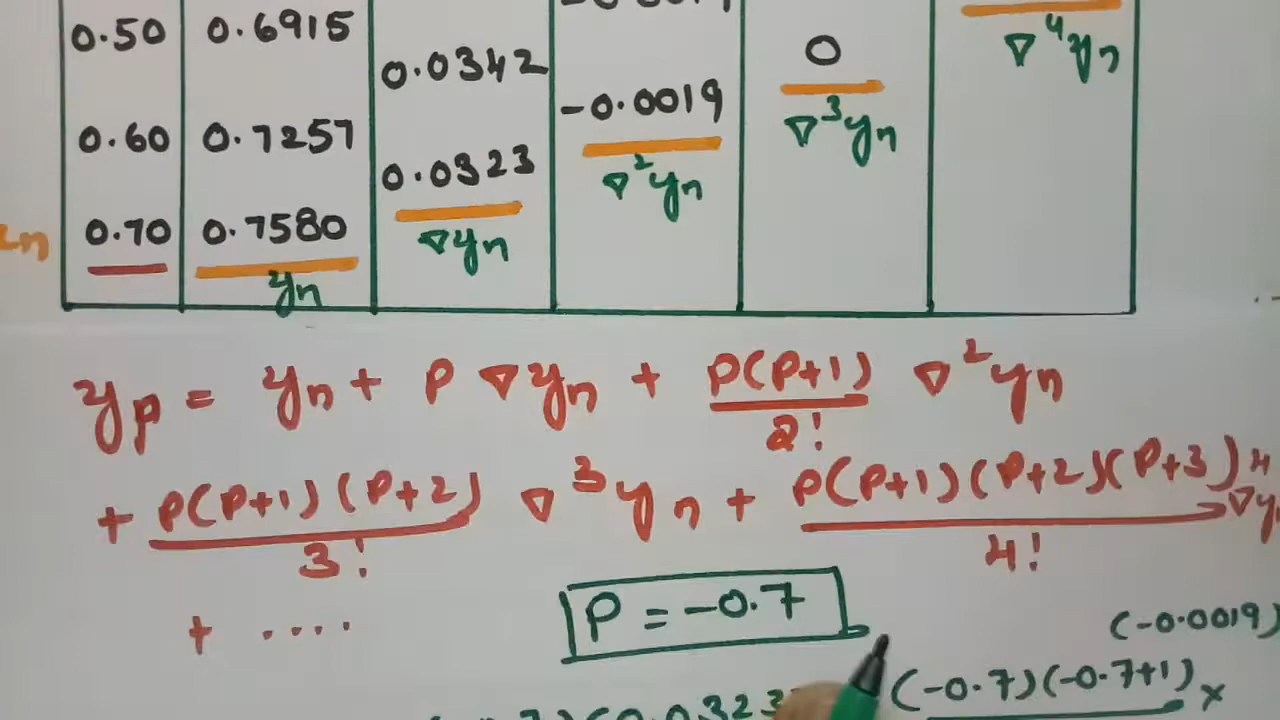 0.50 0.6915
0.0342 0 ∇⁴yₙ
-0.0019
0.60 0.7257 ∇³yₙ
0.0323 ∇²yₙ
0.70 0.7580 ∇yₙ
yₙ
yp = yₙ + P ∇yₙ + P(P+1)/2! ∇²yₙ
+ P(P+1)(P+2)/3! ∇³yₙ + P(P+1)(P+2)(P+3)/4! ∇⁴y
+ ....
P = -0.7
(-0.0019)
(-0.7)(-0.7+1) ×